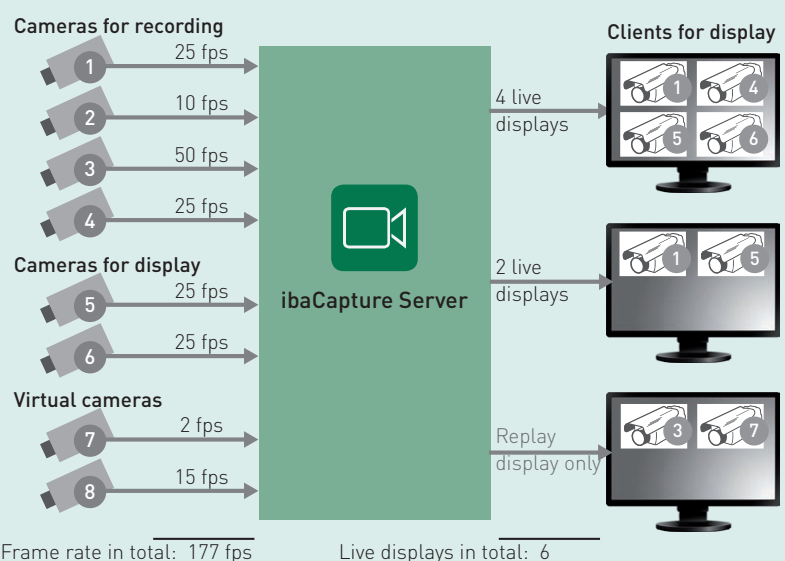 Cameras for recording
1
25 fps
2
10 fps
3
50 fps
4
25 fps
Cameras for display
5
25 fps
6
25 fps
Virtual cameras
7
2 fps
8
15 fps
Frame rate in total: 177 fps
ibaCapture Server
4 live
displays
2 live
displays
Replay
display only
Live displays in total: 6
Clients for display
1
4
5
6
1
5
3
7